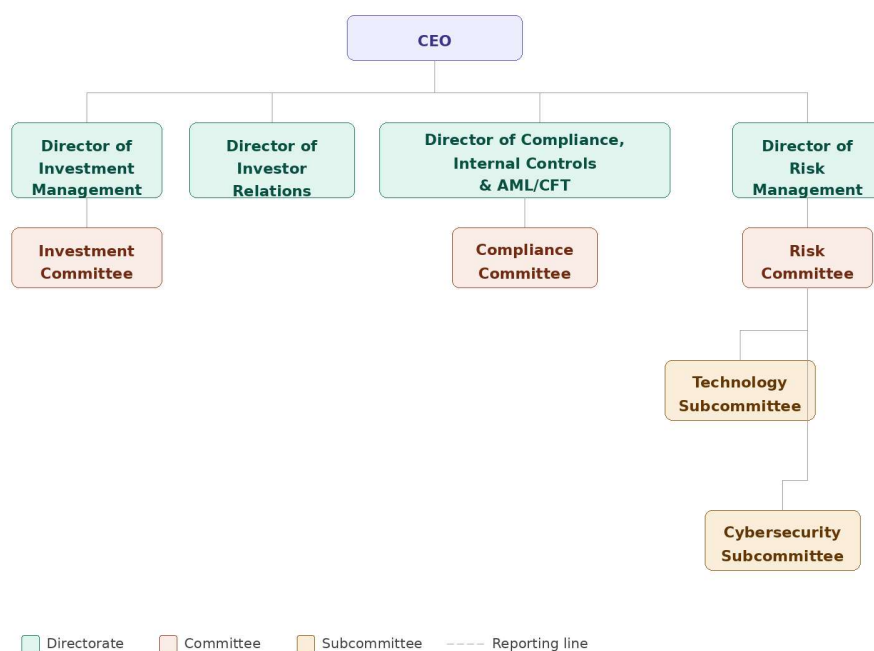 CEO
Director of
Investment
Management
Director of
Investor
Relations
Director of Compliance,
Internal Controls
& AML/CFT
Director of
Risk
Management
Investment
Committee
Compliance
Committee
Risk
Committee
Technology
Subcommittee
Cybersecurity
Subcommittee
Directorate
Committee
Subcommittee
Reporting line